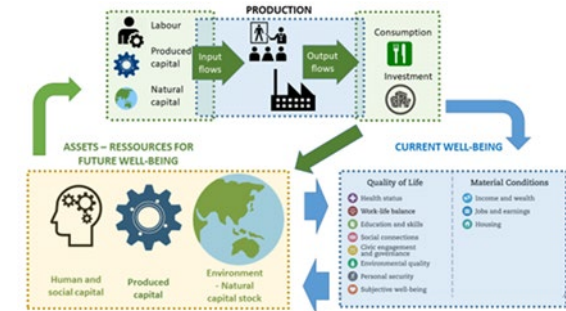 PRODUCTION
Labour
Produced
capital
Natural
capital
Input
flows
Output
flows
Consumption
Investment
ASSETS – RESSOURCES FOR
FUTURE WELL-BEING
CURRENT WELL-BEING
Human and
social capital
Produced
capital
Environment
- Natural
capital stock
Quality of Life
Health status
Work-life balance
Education and skills
Social connections
Civic engagement
and governance
Environmental quality
Personal security
Subjective well-being
Material Conditions
Income and wealth
Jobs and earnings
Housing